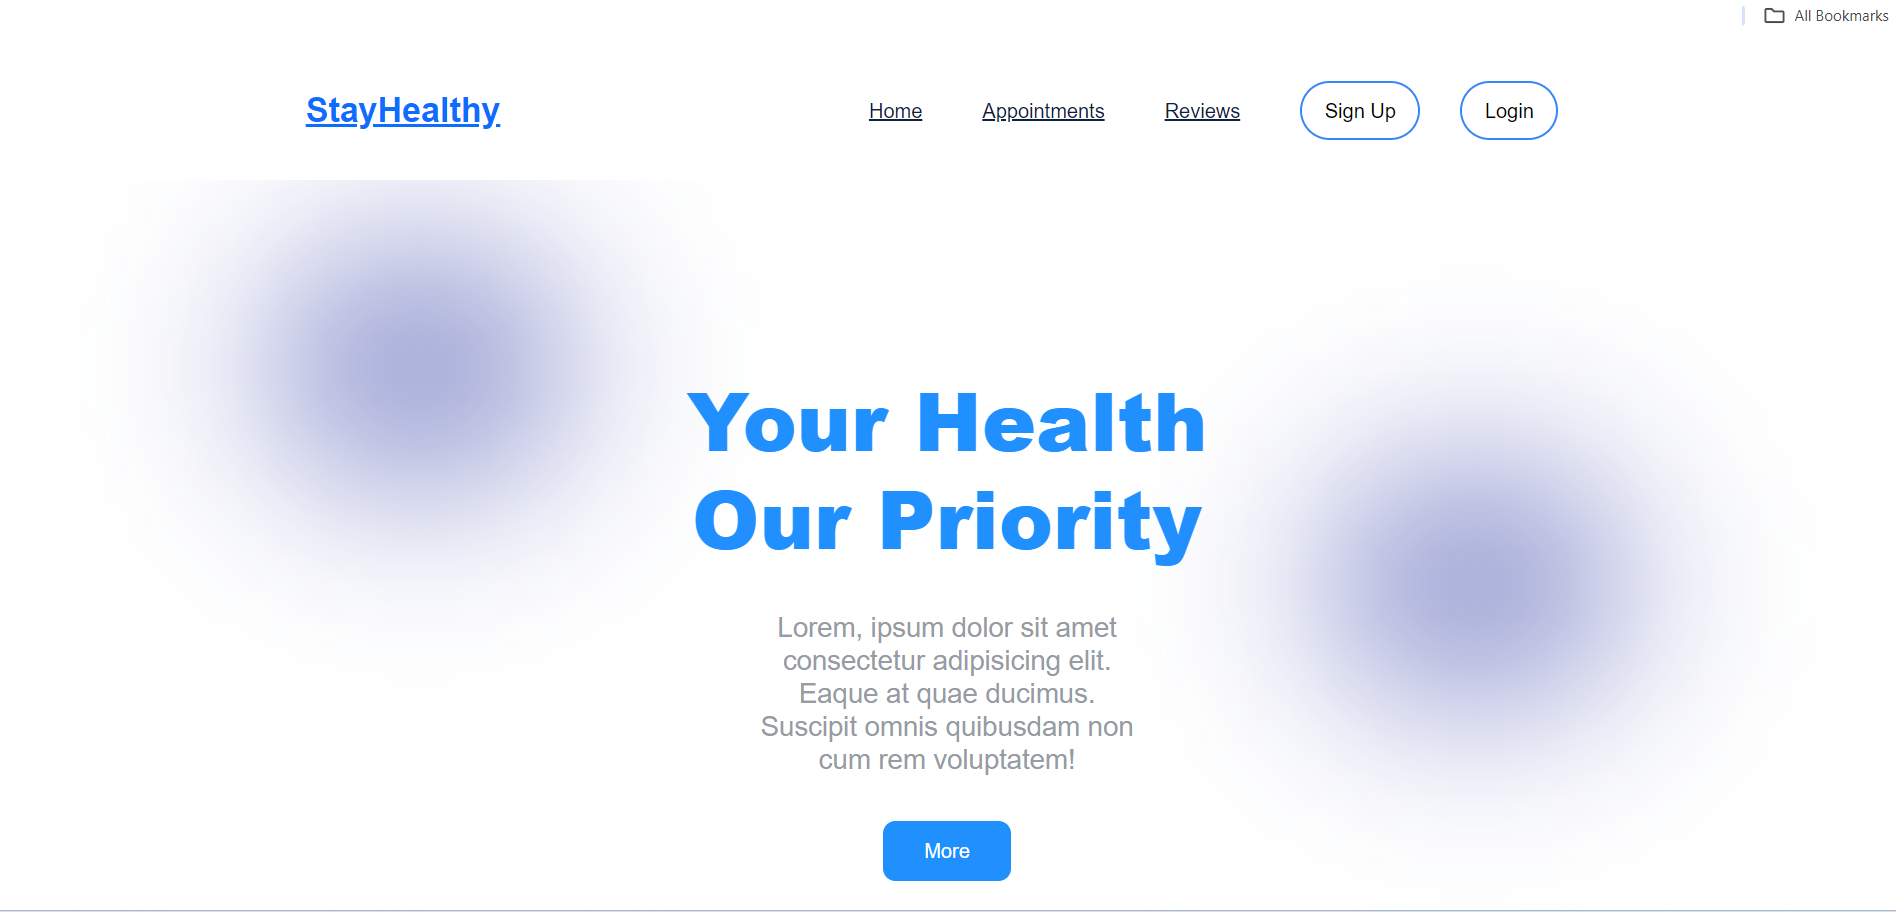 All Bookmarks
StayHealthy
Home
Appointments
Reviews
Sign Up
Login
Your Health
Our Priority
Lorem, ipsum dolor sit amet
consectetur adipisicing elit.
Eaque at quae ducimus.
Suscipit omnis quibusdam non
cum rem voluptatem!
More